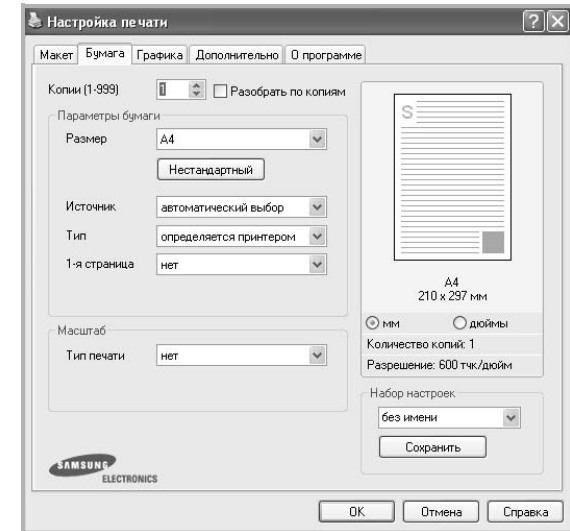 Настройка печати
Макет Бумага Графика Дополнительно О программе
Копии (1-999) 1 Разобрать по копиям
Параметры бумаги
Размер A4
Нестандартный
Источник автоматический выбор
Тип определяется принтером
1-я страница нет
Масштаб
Тип печати нет
SAMSUNG
ELECTRONICS
S
A4
210 x 297 мм
мм дюймы
Количество копий: 1
Разрешение: 600 тчк/дюйм
Набор настроек
без имени
Сохранить
OK Отмена Справка